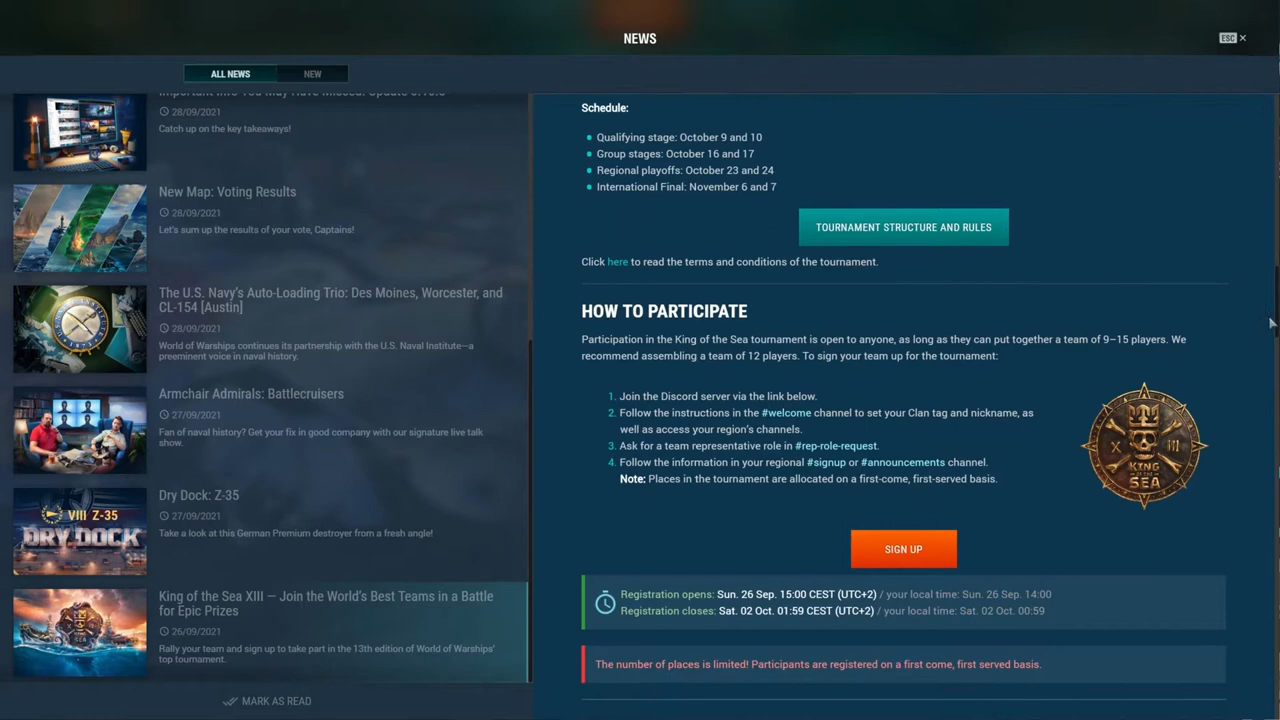 NEWS
ESC ×
ALL NEWS
NEW
Important Info You May Have Missed: Update
28/09/2021
Catch up on the key takeaways!
New Map: Voting Results
28/09/2021
Let's sum up the results of your vote, Captains!
The U.S. Navy's Auto-Loading Trio: Des Moines, Worcester, and
CL-154 [Austin]
28/09/2021
World of Warships continues its partnership with the U.S. Naval Institute—a
preeminent voice in naval history.
Armchair Admirals: Battlecruisers
27/09/2021
Fan of naval history? Get your fix in good company with our signature live talk
show.
VIII Z-35
DRY DOCK
Dry Dock: Z-35
27/09/2021
Take a look at this German Premium destroyer from a fresh angle!
King of the Sea XIII — Join the World's Best Teams in a Battle
for Epic Prizes
26/09/2021
Rally your team and sign up to take part in the 13th edition of World of Warships'
top tournament.
MARK AS READ
Schedule:
Qualifying stage: October 9 and 10
Group stages: October 16 and 17
Regional playoffs: October 23 and 24
International Final: November 6 and 7
TOURNAMENT STRUCTURE AND RULES
Click here to read the terms and conditions of the tournament.
HOW TO PARTICIPATE
Participation in the King of the Sea tournament is open to anyone, as long as they can put together a team of 9–15 players. We
recommend assembling a team of 12 players. To sign your team up for the tournament:
1. Join the Discord server via the link below.
2. Follow the instructions in the #welcome channel to set your Clan tag and nickname, as
well as access your region's channels.
3. Ask for a team representative role in #rep-role-request.
4. Follow the information in your regional #signup or #announcements channel.
Note: Places in the tournament are allocated on a first-come, first-served basis.
X III
KING
OF THE
SEA
SIGN UP
Registration opens: Sun. 26 Sep. 15:00 CEST (UTC+2) / your local time: Sun. 26 Sep. 14:00
Registration closes: Sat. 02 Oct. 01:59 CEST (UTC+2) / your local time: Sat. 02 Oct. 00:59
The number of places is limited! Participants are registered on a first come, first served basis.